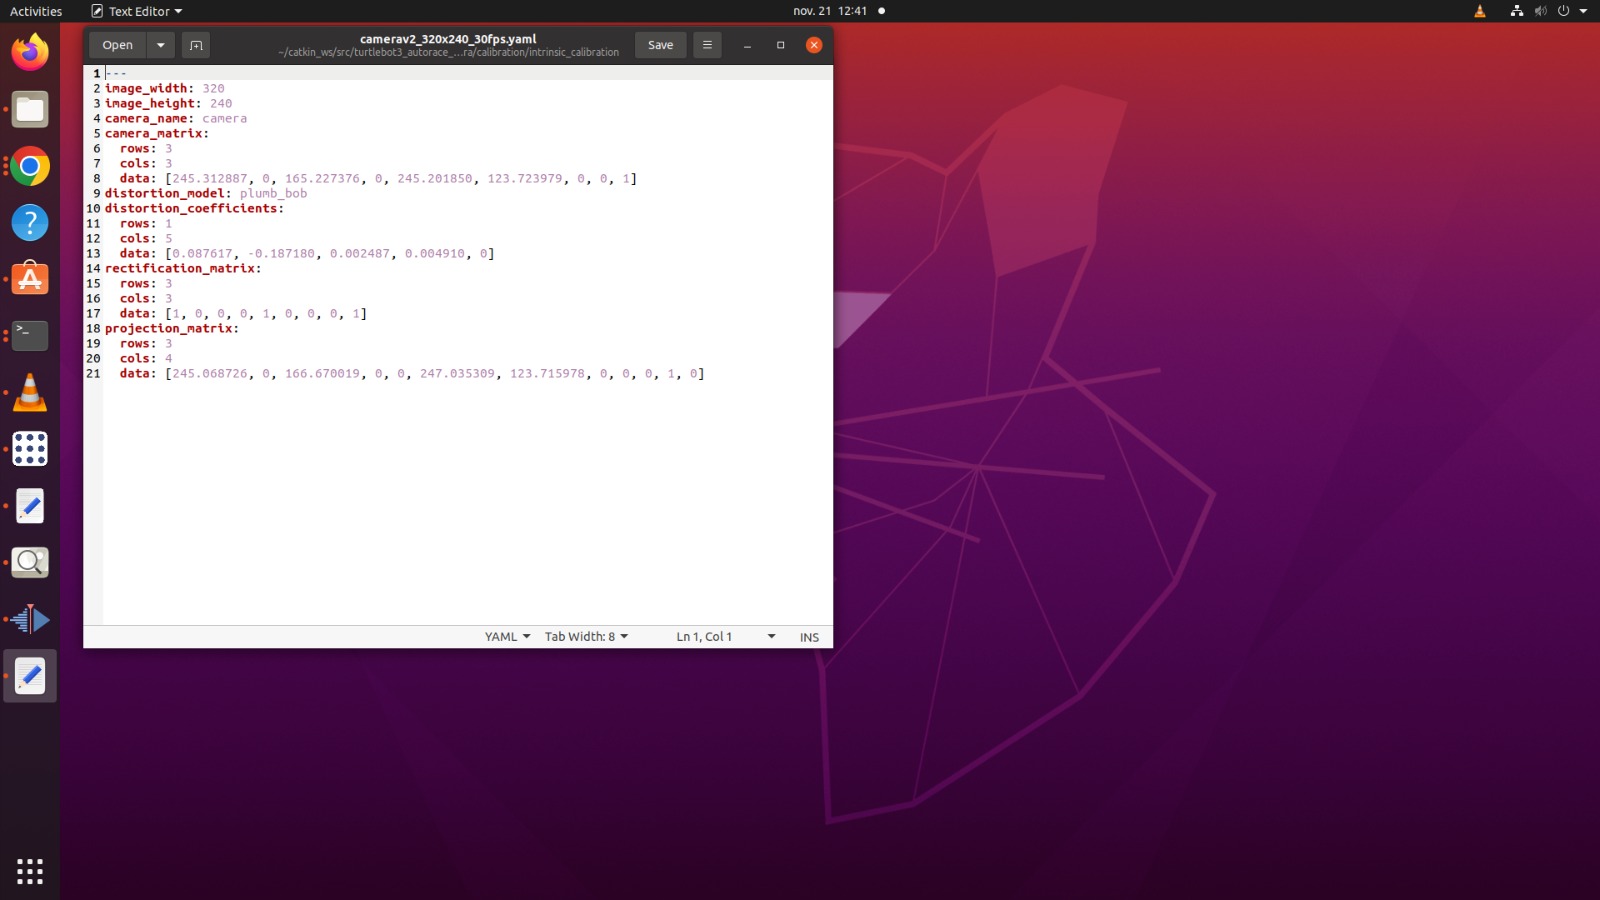 Activities
Text Editor
nov. 21 12:41
Open
camerav2_320x240_30fps.yaml
~/catkin_ws/src/turtlebot3_autorace_...ra/calibration/intrinsic_calibration
Save
1 ---
2 image_width: 320
3 image_height: 240
4 camera_name: camera
5 camera_matrix:
6 rows: 3
7 cols: 3
8 data: [245.312887, 0, 165.227376, 0, 245.201850, 123.723979, 0, 0, 1]
9 distortion_model: plumb_bob
10 distortion_coefficients:
11 rows: 1
12 cols: 5
13 data: [0.087617, -0.187180, 0.002487, 0.004910, 0]
14 rectification_matrix:
15 rows: 3
16 cols: 3
17 data: [1, 0, 0, 0, 1, 0, 0, 0, 1]
18 projection_matrix:
19 rows: 3
20 cols: 4
21 data: [245.068726, 0, 166.670019, 0, 0, 247.035309, 123.715978, 0, 0, 0, 1, 0]
YAML
Tab Width: 8
Ln 1, Col 1
INS